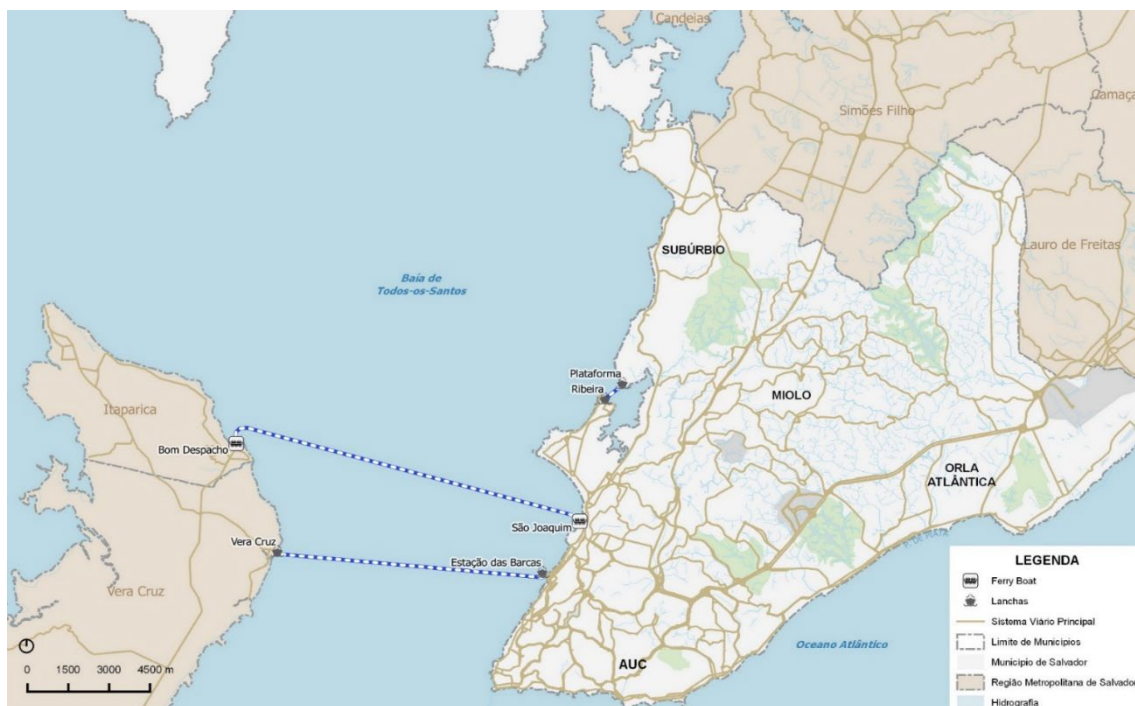 Candeias
Camaça
Simões Filho
Lauro de Freitas
SUBÚRBIO
Baía de
Todos-os-Santos
Plataforma
Ribeira
MIOLO
Itaparica
Bom Despacho
ORLA
ATLÂNTICA
São Joaquim
Vera Cruz
Estação das Barcas
Vera Cruz
Oceano Atlântico
AUC
0 1500 3000 4500 m
LEGENDA
Ferry Boat
Lanchas
Sistema Viário Principal
Limite de Municípios
Município de Salvador
Região Metropolitana de Salvador
Hidrografia